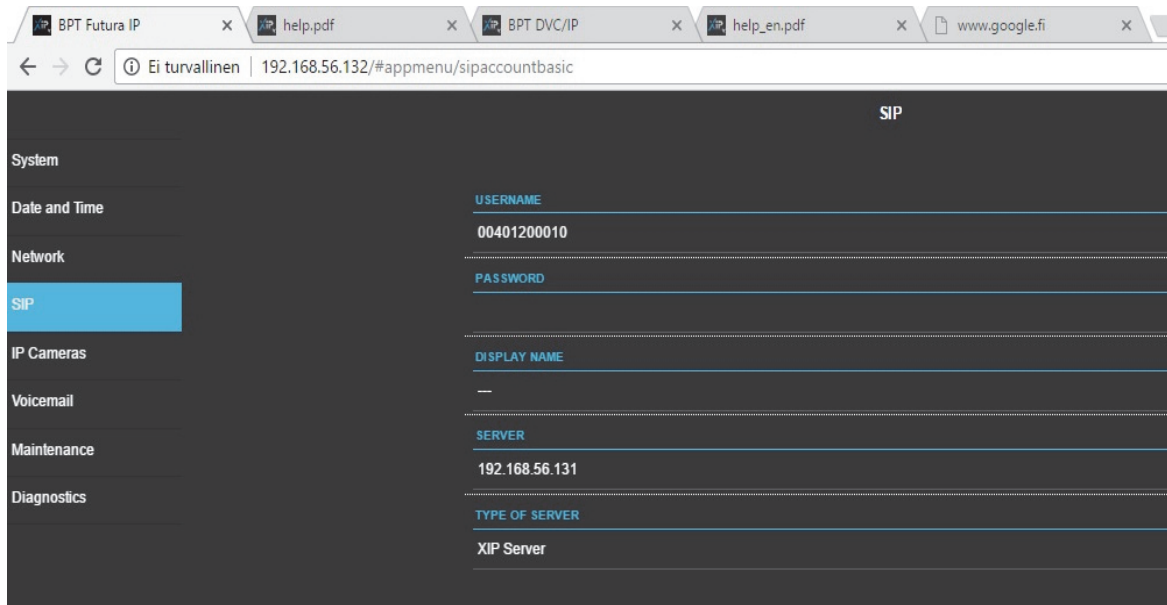 BPT Futura IP help.pdf BPT DVC/IP help_en.pdf www.google.fi
Ei turvallinen 192.168.56.132/#appmenu/sipaccountbasic
SIP
System
Date and Time
Network
SIP
IP Cameras
Voicemail
Maintenance
Diagnostics
USERNAME
00401200010
PASSWORD
DISPLAY NAME
---
SERVER
192.168.56.131
TYPE OF SERVER
XIP Server